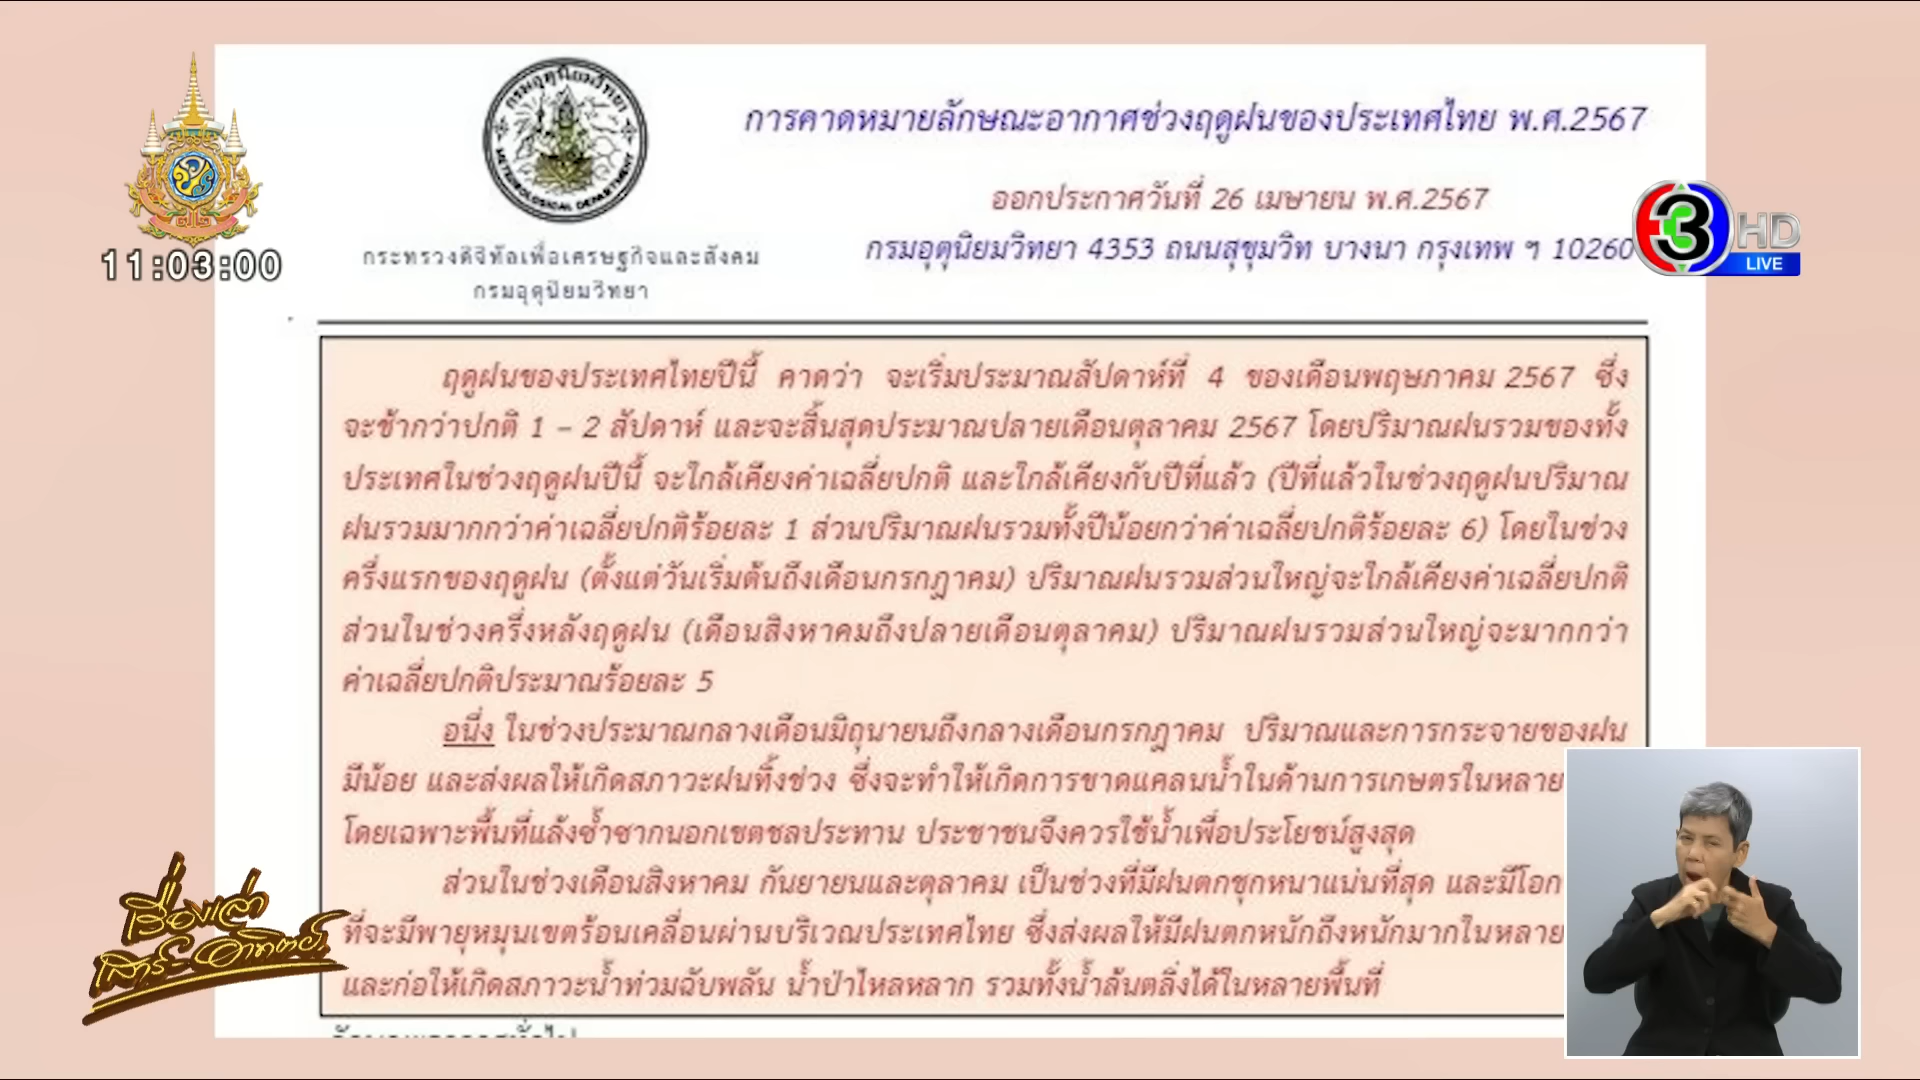 กรมอุตุนิยมวิทยา
METEOROLOGICAL DEPARTMENT
การคาดหมายลักษณะอากาศช่วงฤดูฝนของประเทศไทย พ.ศ.2567
ออกประกาศวันที่ 26 เมษายน พ.ศ.2567
กรมอุตุนิยมวิทยา 4353 ถนนสุขุมวิท บางนา กรุงเทพ ฯ 10260
3 HD
LIVE
11:03:00
กระทรวงดิจิทัลเพื่อเศรษฐกิจและสังคม
กรมอุตุนิยมวิทยา
ฤดูฝนของประเทศไทยปีนี้ คาดว่า จะเริ่มประมาณสัปดาห์ที่ 4 ของเดือนพฤษภาคม 2567 ซึ่ง
จะช้ากว่าปกติ 1 – 2 สัปดาห์ และจะสิ้นสุดประมาณปลายเดือนตุลาคม 2567 โดยปริมาณฝนรวมของทั้ง
ประเทศในช่วงฤดูฝนปีนี้ จะใกล้เคียงค่าเฉลี่ยปกติ และใกล้เคียงกับปีที่แล้ว (ปีที่แล้วในช่วงฤดูฝนปริมาณ
ฝนรวมมากกว่าค่าเฉลี่ยปกติร้อยละ 1 ส่วนปริมาณฝนรวมทั้งปีน้อยกว่าค่าเฉลี่ยปกติร้อยละ 6) โดยในช่วง
ครึ่งแรกของฤดูฝน (ตั้งแต่วันเริ่มต้นถึงเดือนกรกฎาคม) ปริมาณฝนรวมส่วนใหญ่จะใกล้เคียงค่าเฉลี่ยปกติ
ส่วนในช่วงครึ่งหลังฤดูฝน (เดือนสิงหาคมถึงปลายเดือนตุลาคม) ปริมาณฝนรวมส่วนใหญ่จะมากกว่า
ค่าเฉลี่ยปกติประมาณร้อยละ 5
อนึ่ง ในช่วงประมาณกลางเดือนมิถุนายนถึงกลางเดือนกรกฎาคม ปริมาณและการกระจายของฝน
มีน้อย และส่งผลให้เกิดสภาวะฝนทิ้งช่วง ซึ่งจะทำให้เกิดการขาดแคลนน้ำในด้านการเกษตรในหลาย
โดยเฉพาะพื้นที่แล้งซ้ำซากนอกเขตชลประทาน ประชาชนจึงควรใช้น้ำเพื่อประโยชน์สูงสุด
ส่วนในช่วงเดือนสิงหาคม กันยายนและตุลาคม เป็นช่วงที่มีฝนตกชุกหนาแน่นที่สุด และมีโอก
ที่จะมีพายุหมุนเขตร้อนเคลื่อนผ่านบริเวณประเทศไทย ซึ่งส่งผลให้มีฝนตกหนักถึงหนักมากในหลาย
และก่อให้เกิดสภาวะน้ำท่วมฉับพลัน น้ำป่าไหลหลาก รวมทั้งน้ำล้นตลิ่งได้ในหลายพื้นที่
เรื่องเล่า
เสาร์-อาทิตย์